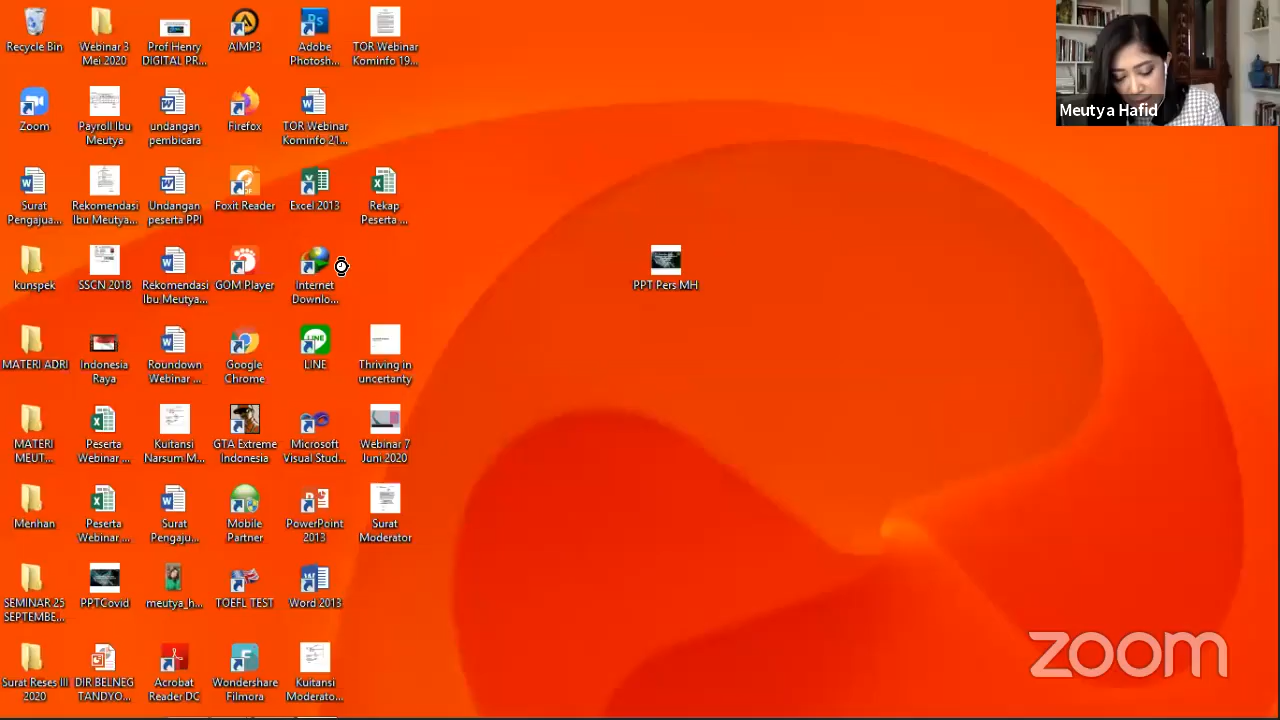 Recycle Bin
Webinar 3
Mei 2020
Prof Henry
DIGITAL PR...
AIMP3
Adobe
Photosh...
TOR Webinar
Kominfo 19...
Meutya Hafid
Zoom
Payroll Ibu
Meutya
undangan
pembicara
Firefox
TOR Webinar
Kominfo 21...
Surat
Pengajua...
Rekomendasi
Ibu Meutya...
Undangan
peserta PPI
Foxit Reader
Excel 2013
Rekap
Peserta ...
kunspek
SSCN 2018
Rekomendasi
Ibu Meutya...
GOM Player
Internet
Downlo...
PPT Pers MH
MATERI ADRI
Indonesia
Raya
Roundown
Webinar ...
Google
Chrome
LINE
LINE
Thriving in
uncertanty
MATERI
MEUT...
Peserta
Webinar ...
Kuitansi
Narsum M...
GTA Extreme
Indonesia
Microsoft
Visual Stud...
Webinar 7
Juni 2020
Menhan
Peserta
Webinar ...
Surat
Pengaju...
Mobile
Partner
PowerPoint
2013
Surat
Moderator
SEMINAR 25
SEPTEMBE...
PPTCovid
meutya_h...
TOEFL TEST
Word 2013
Surat Reses III
2020
DIR BELNEG
TANDYO...
Acrobat
Reader DC
Wondershare
Filmora
Kuitansi
Moderato...
zoom